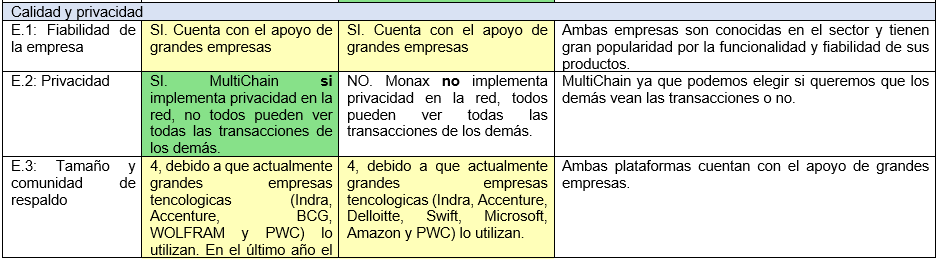 Calidad y privacidad
E.1: Fiabilidad de
la empresa
SI. Cuenta con el apoyo de
grandes empresas
SI. Cuenta con el apoyo de
grandes empresas
Ambas empresas son conocidas en el sector y tienen
gran popularidad por la funcionalidad y fiabilidad de sus
productos.
E.2: Privacidad
SI. MultiChain si
implementa privacidad en la
red, no todos pueden ver
todas las transacciones de
los demás.
NO. Monax no implementa
privacidad en la red, todos
pueden ver todas las
transacciones de los demás.
MultiChain ya que podemos elegir si queremos que los
demás vean las transacciones o no.
E.3: Tamaño y
comunidad de
respaldo
4, debido a que actualmente
grandes empresas
tencologicas (Indra,
Accenture, BCG,
WOLFRAM y PWC) lo
utilizan. En el último año el
4, debido a que actualmente
grandes empresas
tencologicas (Indra, Accenture,
Delloitte, Swift, Microsoft,
Amazon y PWC) lo utilizan.
Ambas plataformas cuentan con el apoyo de grandes
empresas.